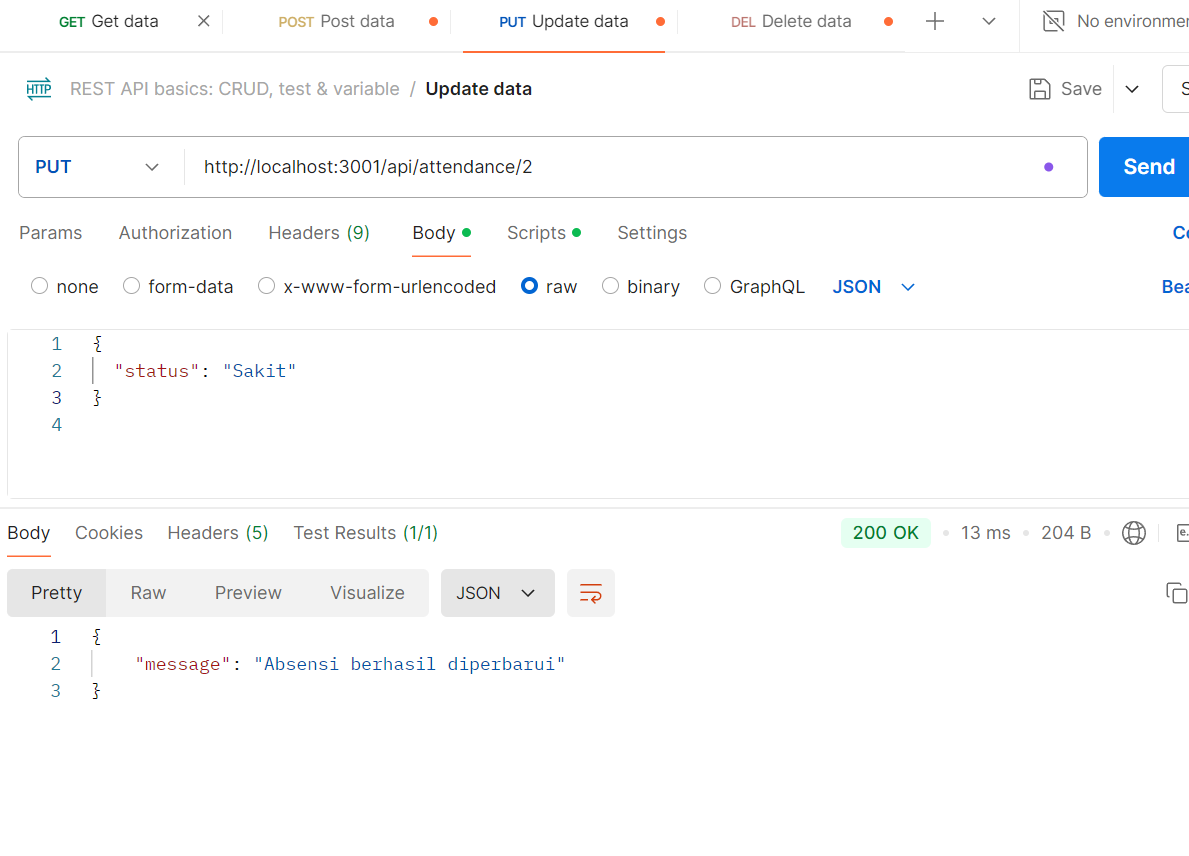 GET Get data POST Post data PUT Update data DEL Delete data No environme
HTTP REST API basics: CRUD, test & variable / Update data Save S
PUT http://localhost:3001/api/attendance/2 Send
Params Authorization Headers (9) Body Scripts Settings Co
none form-data x-www-form-urlencoded raw binary GraphQL JSON Bea
1 {
2 "status": "Sakit"
3 }
4
Body Cookies Headers (5) Test Results (1/1) 200 OK 13 ms 204 B e.
Pretty Raw Preview Visualize JSON
1 {
2 "message": "Absensi berhasil diperbarui"
3 }